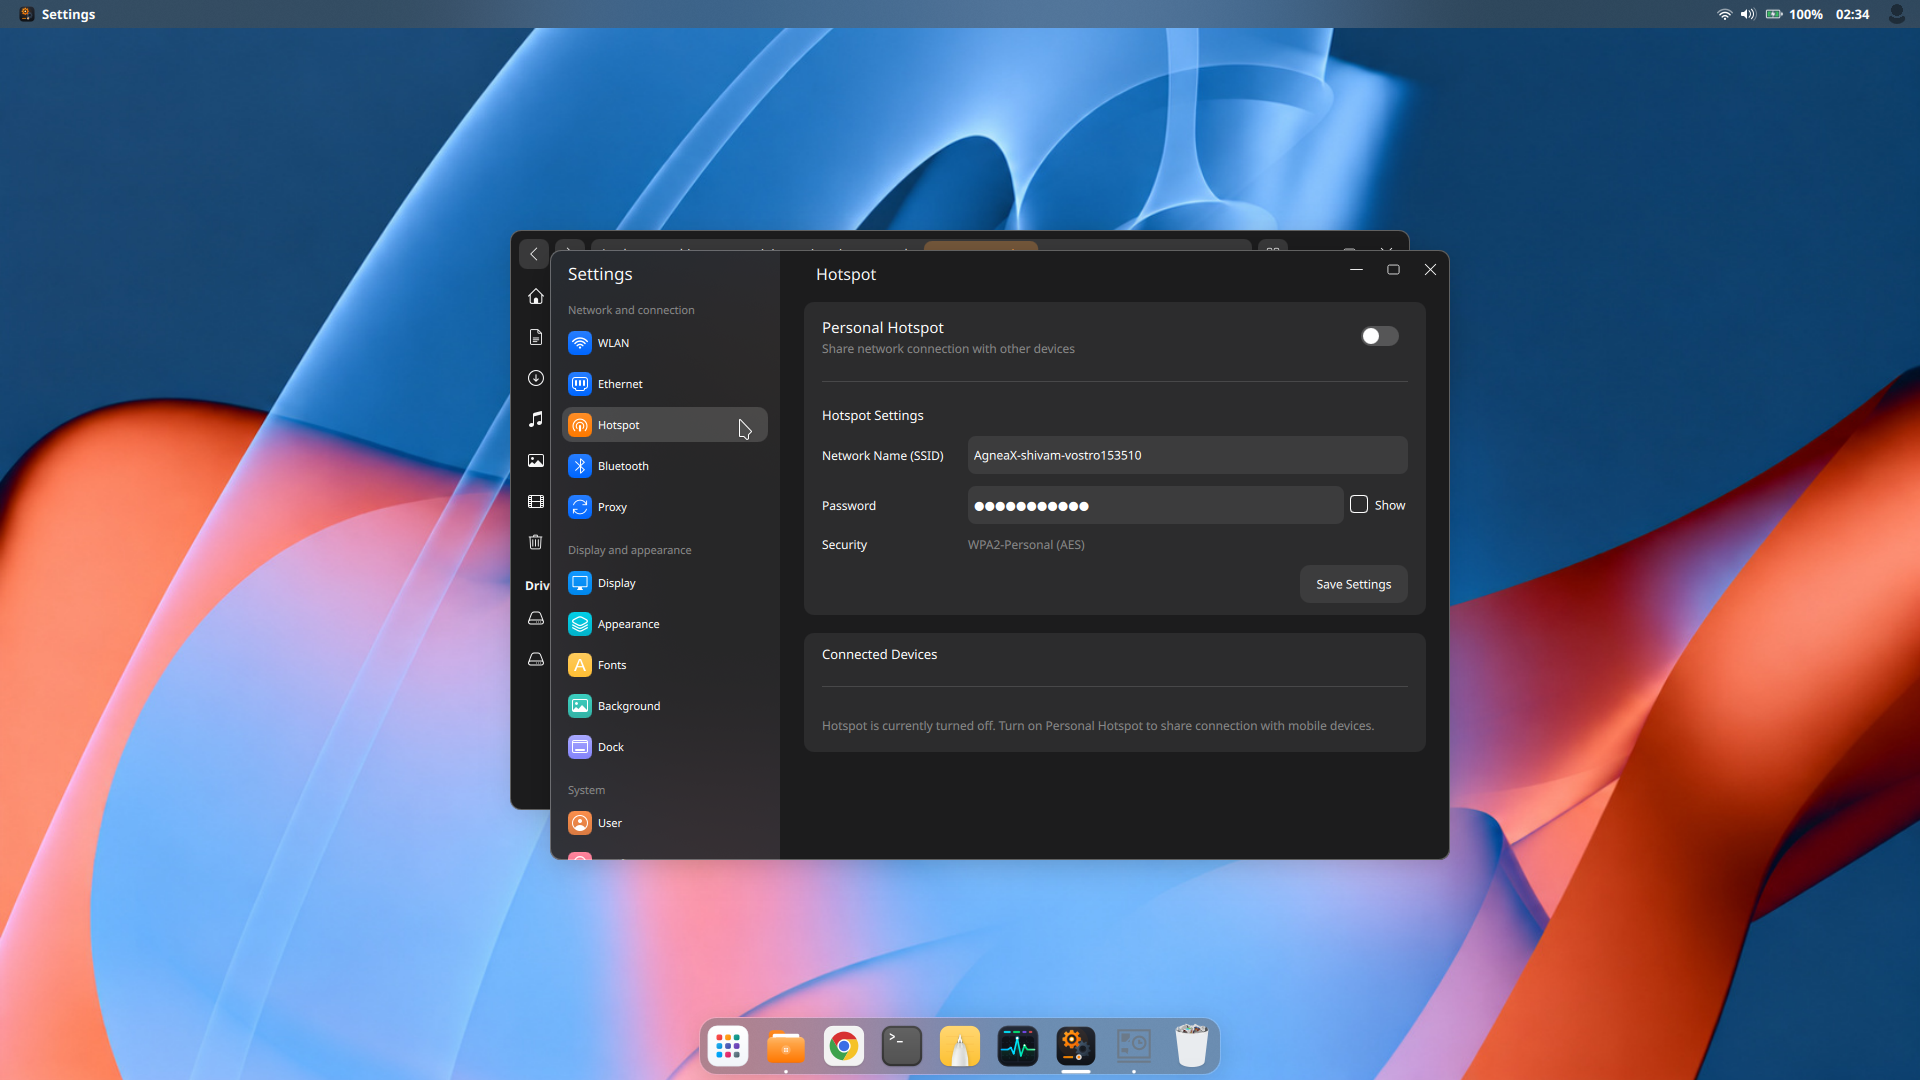 Settings
100% 02:34
Settings
Network and connection
WLAN
Ethernet
Hotspot
Bluetooth
Proxy
Display and appearance
Display
Appearance
Fonts
Background
Dock
System
User
Driv
Hotspot
Personal Hotspot
Share network connection with other devices
Hotspot Settings
Network Name (SSID) AgneaX-shivam-vostro153510
Password ●●●●●●●●●●● Show
Security WPA2-Personal (AES)
Save Settings
Connected Devices
Hotspot is currently turned off. Turn on Personal Hotspot to share connection with mobile devices.
>_